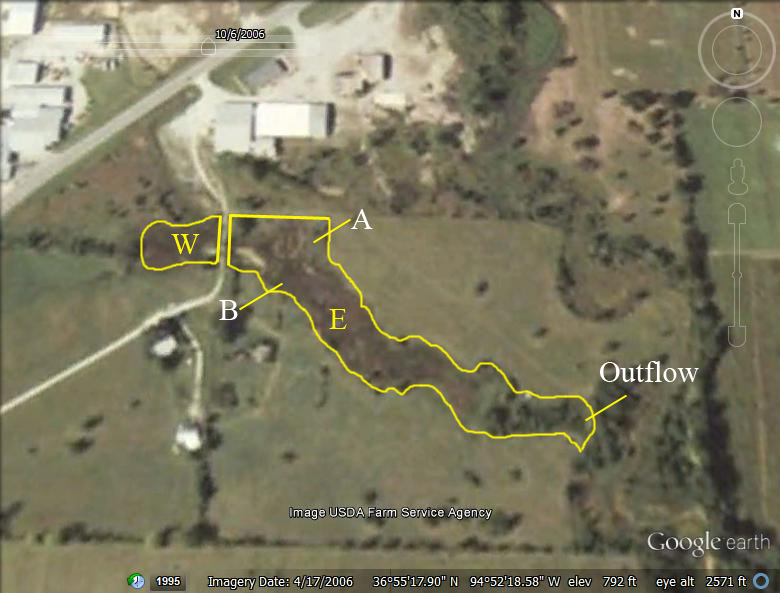 10/6/2006
N
A
W
B
E
Outflow
Image USDA Farm Service Agency
Google earth
1995 Imagery Date: 4/17/2006 36°55'17.90" N 94°52'18.58" W elev 792 ft eye alt 2571 ft